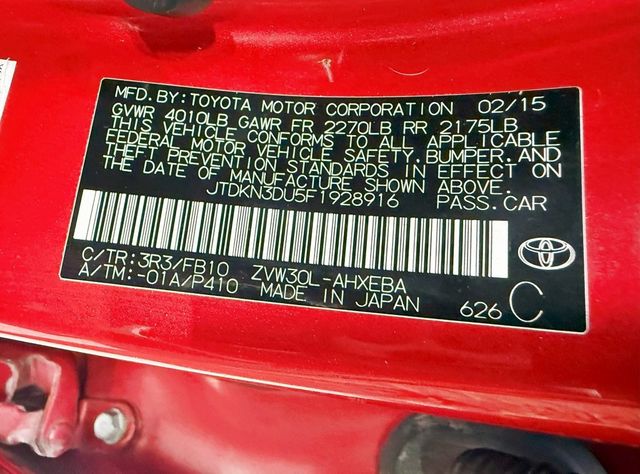 MFD.BY:TOYOTA MOTOR CORPORATION 02/15
GVWR 4010LB GAWR FR 2270LB RR 2175LB
THIS VEHICLE CONFORMS TO ALL APPLICABLE
FEDERAL MOTOR VEHICLE SAFETY.BUMPER.AND
THEFT PREVENTION STANDARDS IN EFFECT ON
THE DATE OF MANUFACTURE SHOWN ABOVE.
JTDKN3DU5F1928916 PASS.CAR
C/TR:3R3/FB10 ZVW30L-AHXEBA
A/TM:-01A/P410 MADE IN JAPAN 626 C